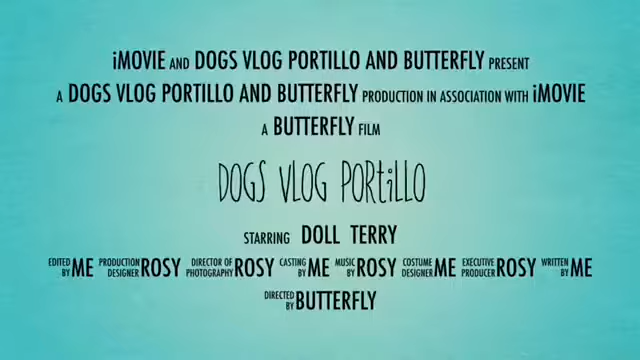 iMOVIE AND DOGS VLOG PORTILLO AND BUTTERFLY PRESENT
A DOGS VLOG PORTILLO AND BUTTERFLY PRODUCTION IN ASSOCIATION WITH iMOVIE
A BUTTERFLY FILM
DOGS VLOG PORtiLLO
STARRING DOLL TERRY
EDITED BY ME PRODUCTION DESIGNER ROSY DIRECTOR OF PHOTOGRAPHY ROSY CASTING BY ME MUSIC BY ROSY COSTUME DESIGNER ME EXECUTIVE PRODUCER ROSY WRITTEN BY ME
DIRECTED BY BUTTERFLY